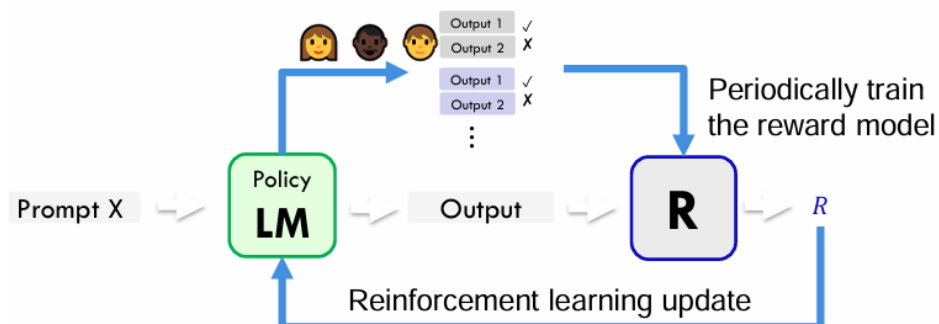 Output 1 ✓
Output 2 ✗
Output 1 ✓
Output 2 ✗
⋮
Periodically train
the reward model
Policy
LM
Prompt X
Output
R
R
Reinforcement learning update